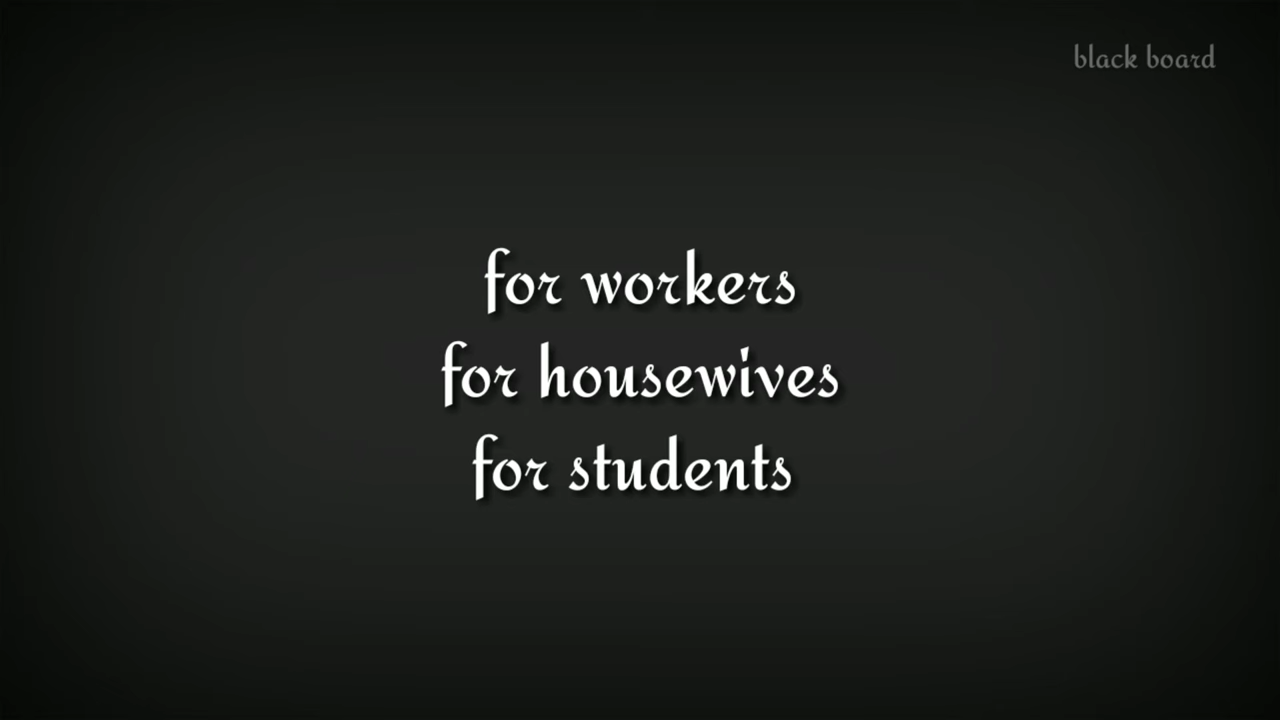 black board
for workers
for housewives
for students